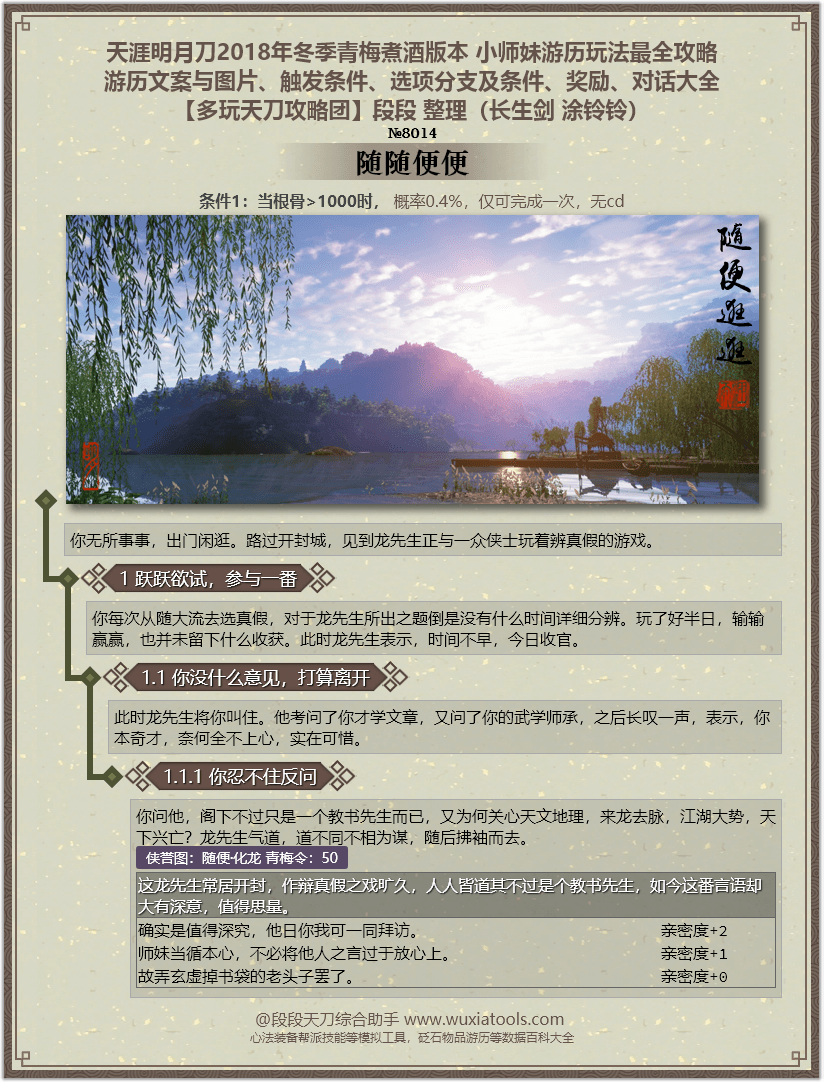 天涯明月刀2018年冬季青梅煮酒版本 小师妹游历玩法最全攻略
游历文案与图片、触发条件、选项分支及条件、奖励、对话大全
【多玩天刀攻略团】段段 整理（长生剑 涂铃铃）
№8014
随随便便
条件1：当根骨>1000时， 概率0.4%，仅可完成一次，无cd
随便逛逛
你无所事事，出门闲逛。路过开封城，见到龙先生正与一众侠士玩着辨真假的游戏。
1 跃跃欲试，参与一番
你每次从随大流去选真假，对于龙先生所出之题倒是没有什么时间详细分辨。玩了好半日，输输
赢赢，也并未留下什么收获。此时龙先生表示，时间不早，今日收官。
1.1 你没什么意见，打算离开
此时龙先生将你叫住。他考问了你才学文章，又问了你的武学师承，之后长叹一声，表示，你
本奇才，奈何全不上心，实在可惜。
1.1.1 你忍不住反问
你问他，阁下不过只是一个教书先生而已，又为何关心天文地理，来龙去脉，江湖大势，天
下兴亡？龙先生气道，道不同不相为谋，随后拂袖而去。
侠誉图：随便·化龙 青梅令：50
这龙先生常居开封，作辩真假之戏旷久，人人皆道其不过是个教书先生，如今这番言语却
大有深意，值得思量。
确实是值得深究，他日你我可一同拜访。 亲密度+2
师妹当循本心，不必将他人之言过于放心上。 亲密度+1
故弄玄虚掉书袋的老头子罢了。 亲密度+0
@段段天刀综合助手 www.wuxiatools.com
心法装备帮派技能等模拟工具，砭石物品游历等数据百科大全